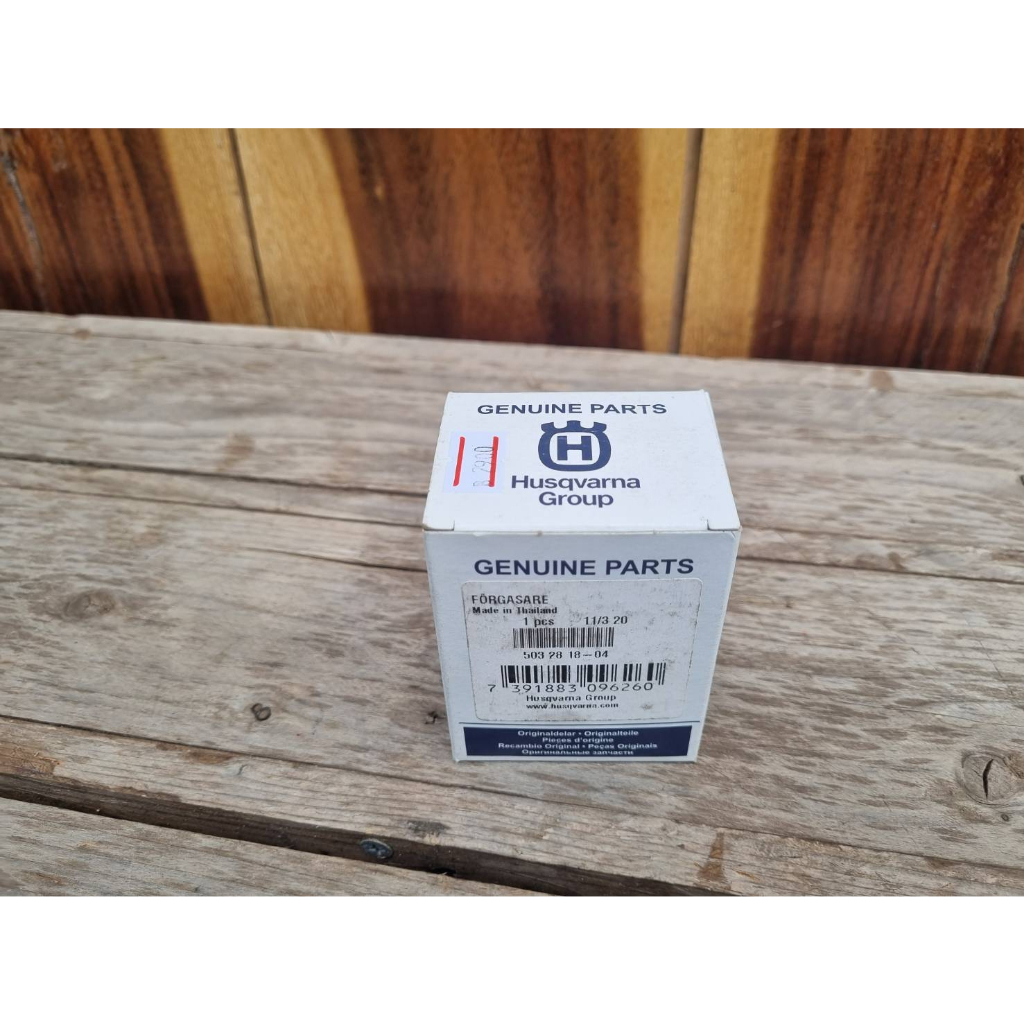 GENUINE PARTS
H
Husqvarna
Group
GENUINE PARTS
FÖRGASARE
Made in Thailand
1 pcs 11/3 20
503 28 18-04
7 391883 096260
Husqvarna Group
www.husqvarna.com
Originaldelar • Originalteile
Pieces d'origine
Recambio Original • Peças Originais
Оригинальные запчасти